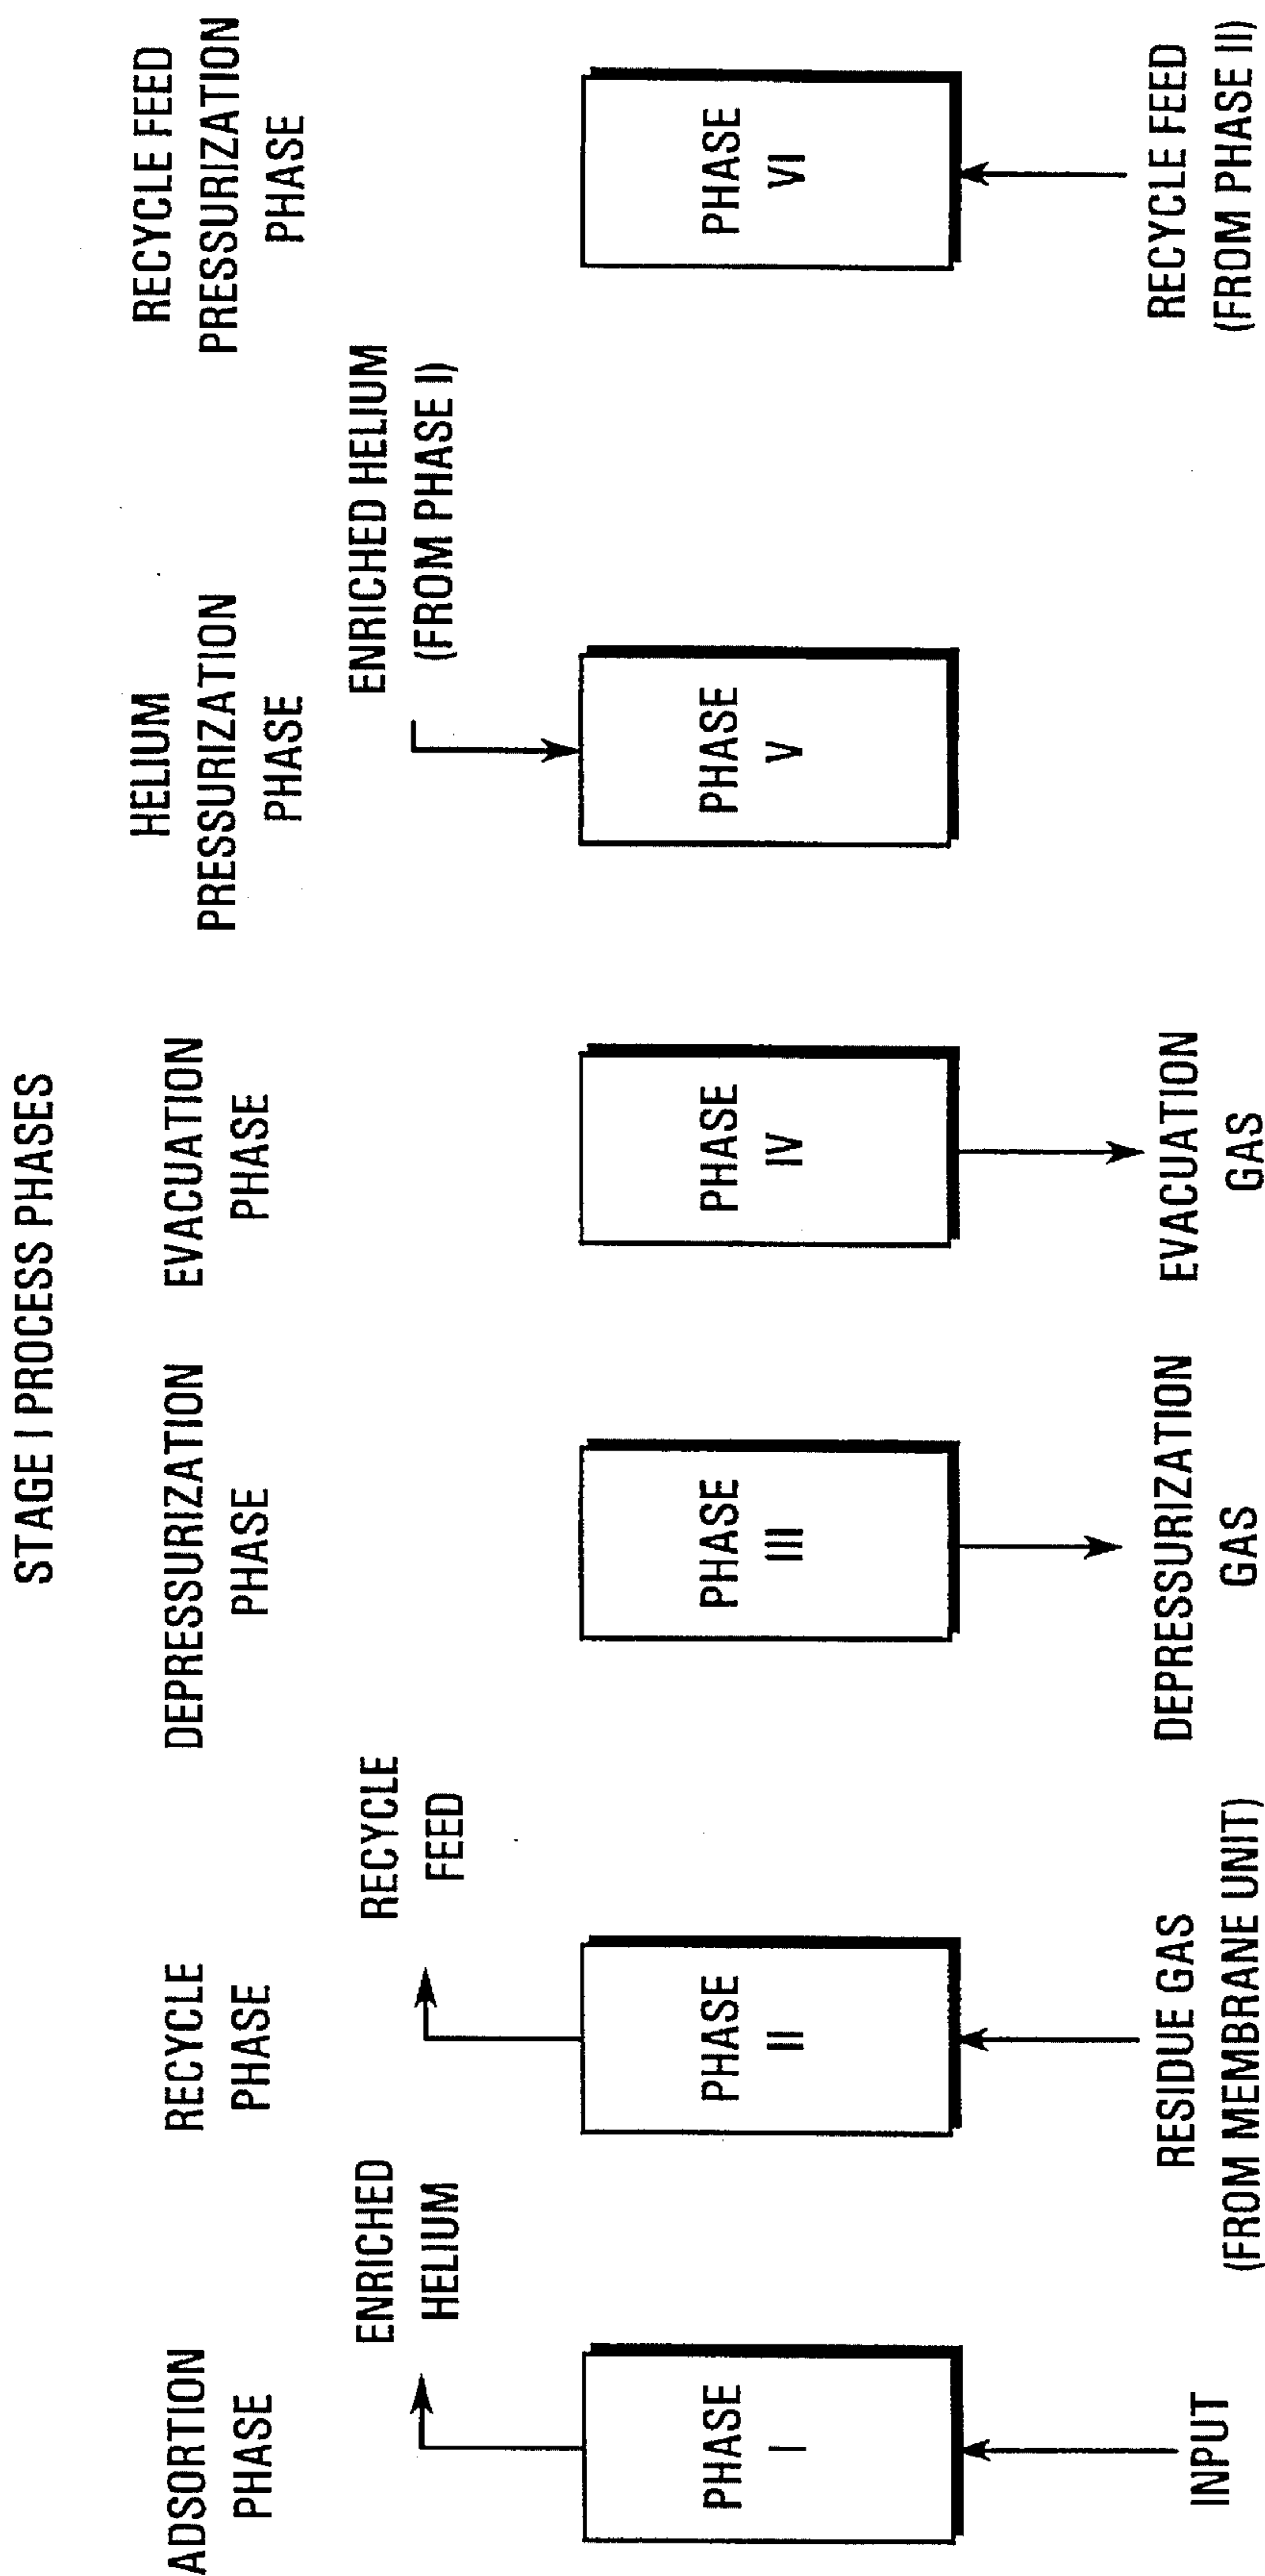 STAGE I PROCESS PHASES
ADSORTION
PHASE
ENRICHED
HELIUM
PHASE
I
INPUT
RECYCLE
PHASE
RECYCLE
FEED
PHASE
II
RESIDUE GAS
(FROM MEMBRANE UNIT)
DEPRESSURIZATION
PHASE
PHASE
III
DEPRESSURIZATION
GAS
EVACUATION
PHASE
PHASE
IV
EVACUATION
GAS
HELIUM
PRESSURIZATION
PHASE
ENRICHED HELIUM
(FROM PHASE I)
PHASE
V
RECYCLE FEED
PRESSURIZATION
PHASE
PHASE
VI
RECYCLE FEED
(FROM PHASE II)